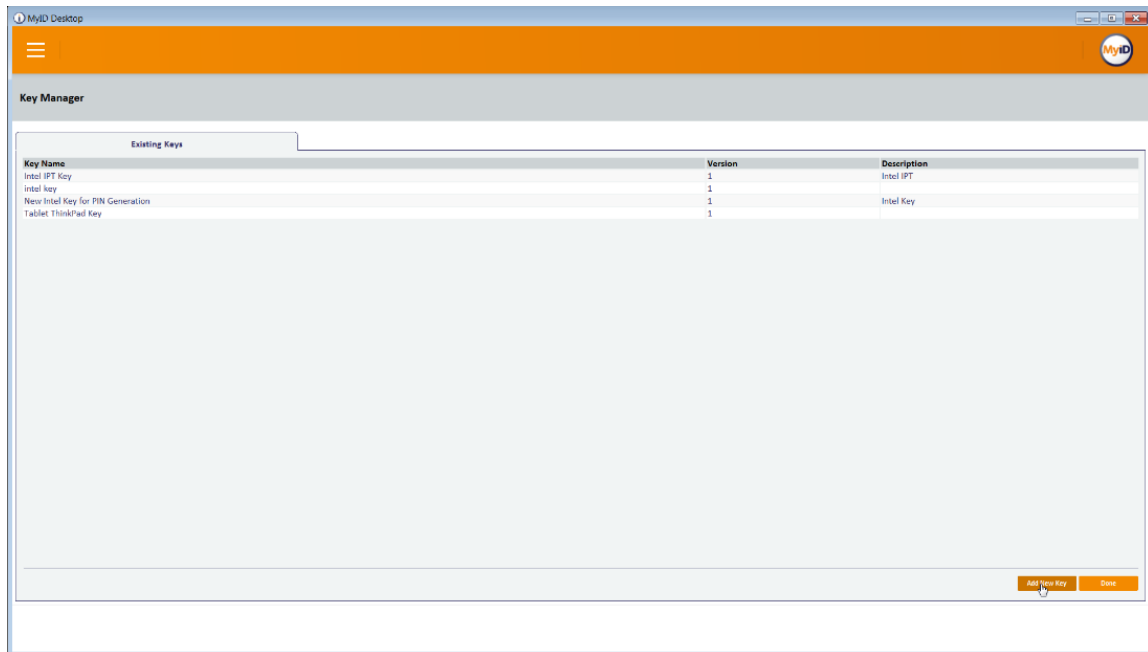 MyID Desktop
MyID
Key Manager
Existing Keys
Key Name Version Description
Intel IPT Key 1 Intel IPT
intel key 1
New Intel Key for PIN Generation 1 Intel Key
Tablet ThinkPad Key 1
Add New Key Done